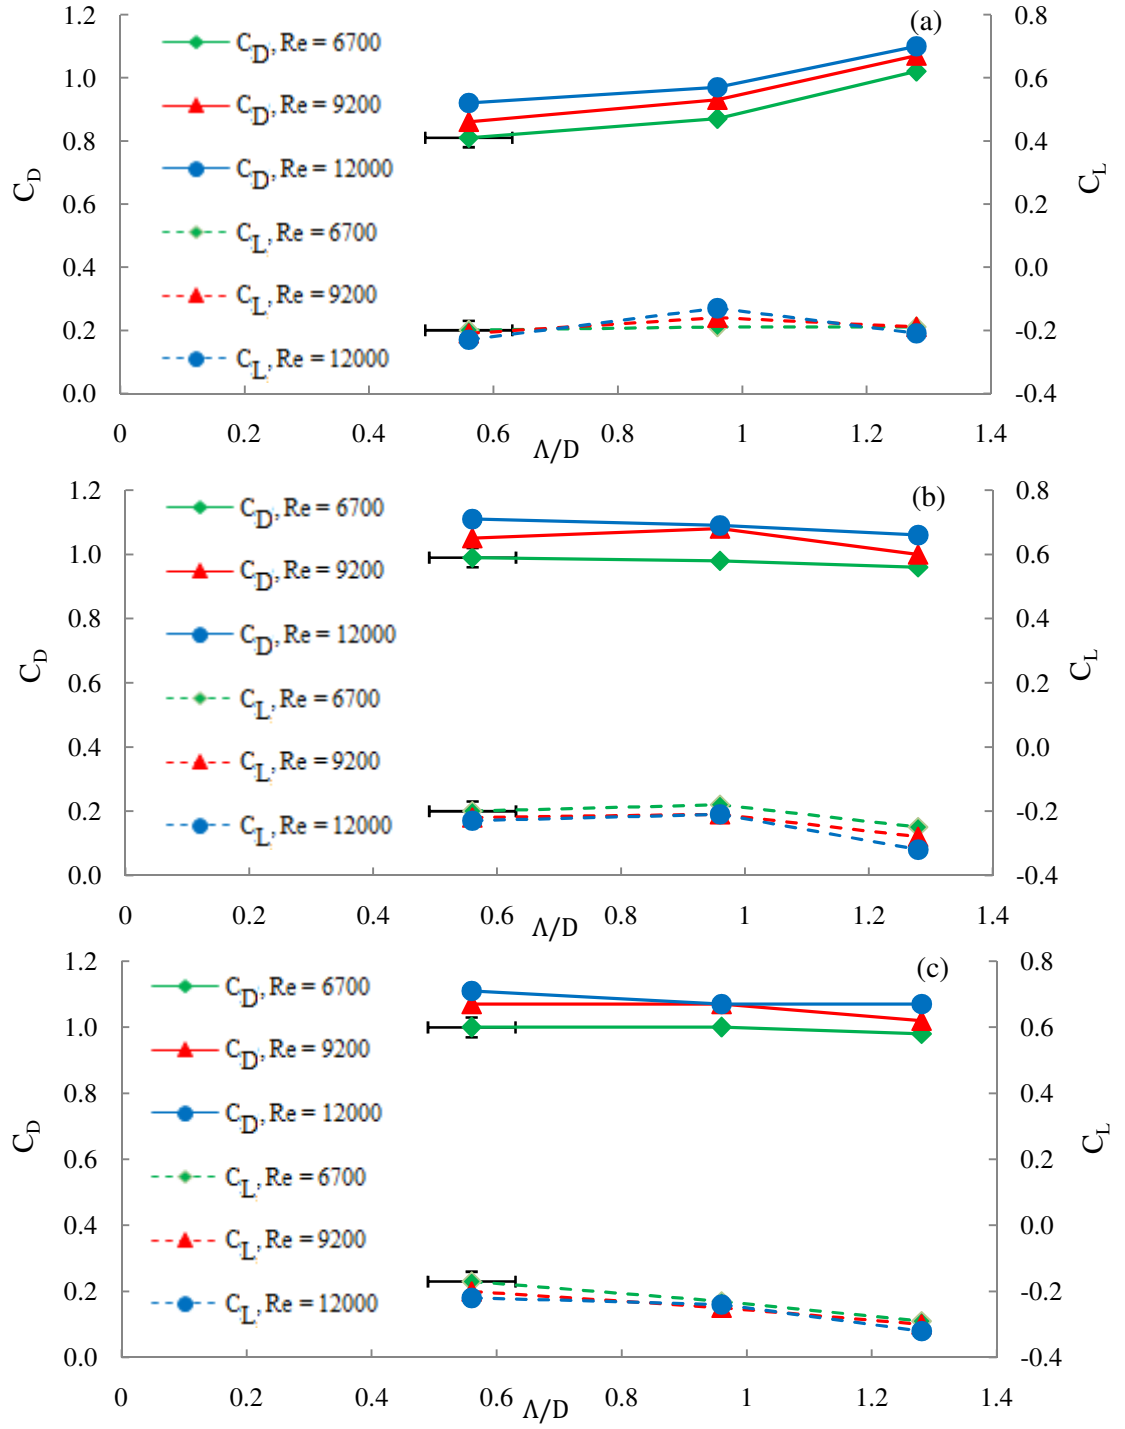 (a)
1.2
1.0
0.8
0.6
0.4
0.2
0.0
C_D
C_D, Re = 6700
C_D, Re = 9200
C_D, Re = 12000
C_L, Re = 6700
C_L, Re = 9200
C_L, Re = 12000
0.8
0.6
0.4
0.2
0.0
-0.2
-0.4
C_L
0 0.2 0.4 0.6 0.8 1 1.2 1.4
Λ/D
(b)
1.2
1.0
0.8
0.6
0.4
0.2
0.0
C_D
C_D, Re = 6700
C_D, Re = 9200
C_D, Re = 12000
C_L, Re = 6700
C_L, Re = 9200
C_L, Re = 12000
0.8
0.6
0.4
0.2
0.0
-0.2
-0.4
C_L
0 0.2 0.4 0.6 0.8 1 1.2 1.4
Λ/D
(c)
1.2
1.0
0.8
0.6
0.4
0.2
0.0
C_D
C_D, Re = 6700
C_D, Re = 9200
C_D, Re = 12000
C_L, Re = 6700
C_L, Re = 9200
C_L, Re = 12000
0.8
0.6
0.4
0.2
0.0
-0.2
-0.4
C_L
0 0.2 0.4 0.6 0.8 1 1.2 1.4
Λ/D